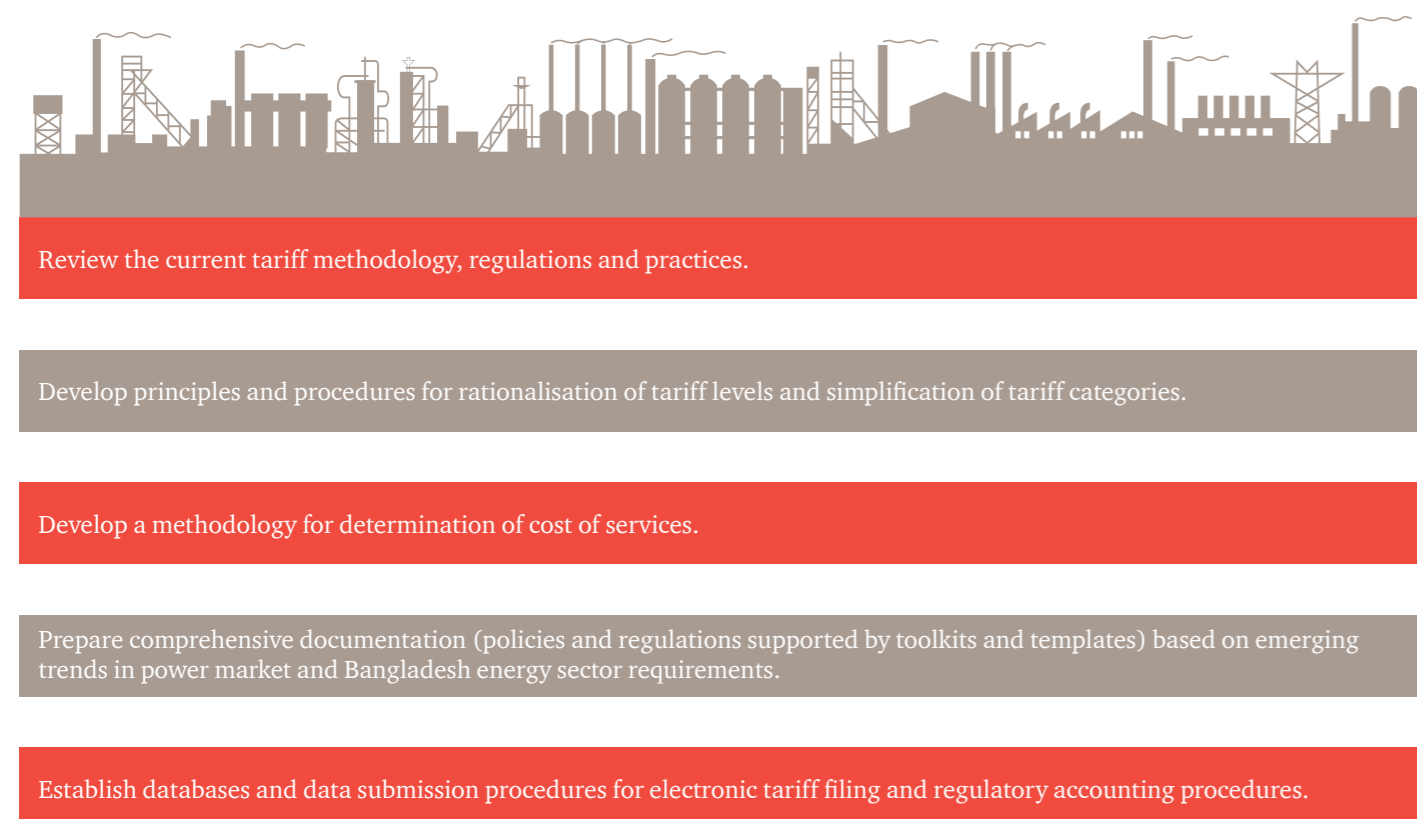 Review the current tariff methodology, regulations and practices.
Develop principles and procedures for rationalisation of tariff levels and simplification of tariff categories.
Develop a methodology for determination of cost of services.
Prepare comprehensive documentation (policies and regulations supported by toolkits and templates) based on emerging
trends in power market and Bangladesh energy sector requirements.
Establish databases and data submission procedures for electronic tariff filing and regulatory accounting procedures.